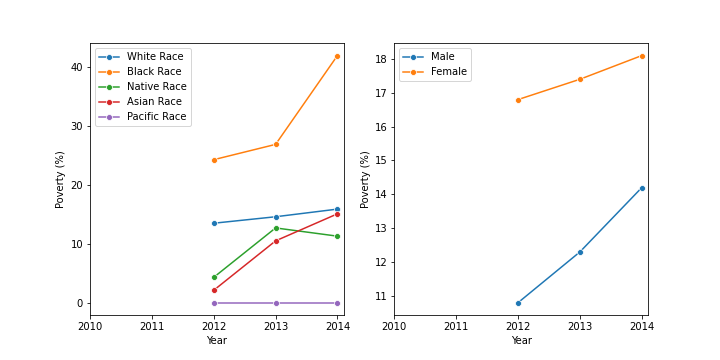 White Race
Black Race
Native Race
Asian Race
Pacific Race
Poverty (%)
40
30
20
10
0
2010 2011 2012 2013 2014
Year
Male
Female
Poverty (%)
18
17
16
15
14
13
12
11
2010 2011 2012 2013 2014
Year